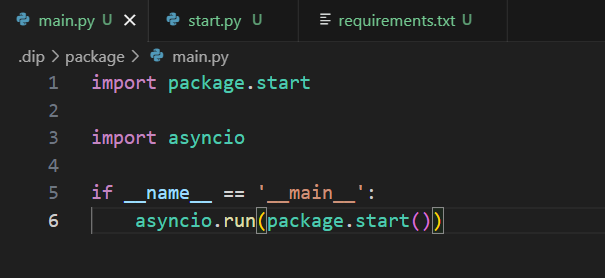 main.py U X start.py U requirements.txt U
.dip > package > main.py
1 import package.start
2
3 import asyncio
4
5 if __name__ == '__main__':
6 asyncio.run(package.start())